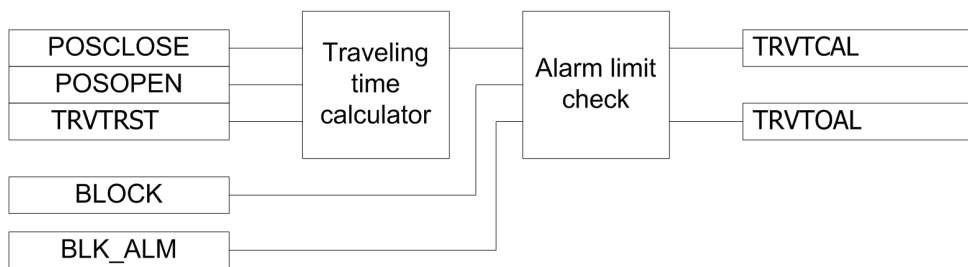 POSCLOSE
POSOPEN
TRVTRST
BLOCK
BLK_ALM
Traveling
time
calculator
Alarm limit
check
TRVTCAL
TRVTOAL